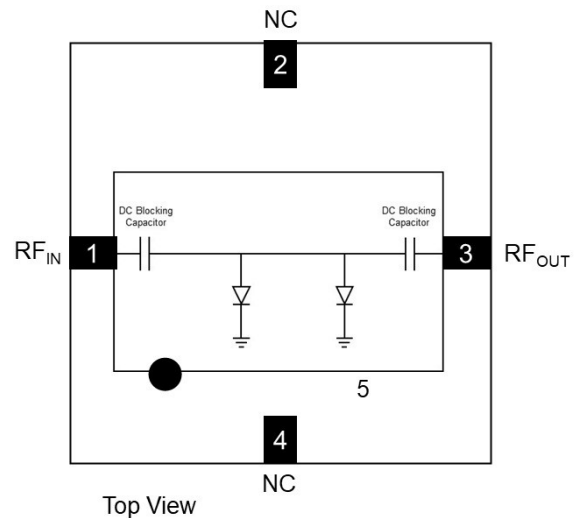 NC
2
DC Blocking
Capacitor
DC Blocking
Capacitor
RFIN
1
3
RFOUT
5
4
NC
Top View